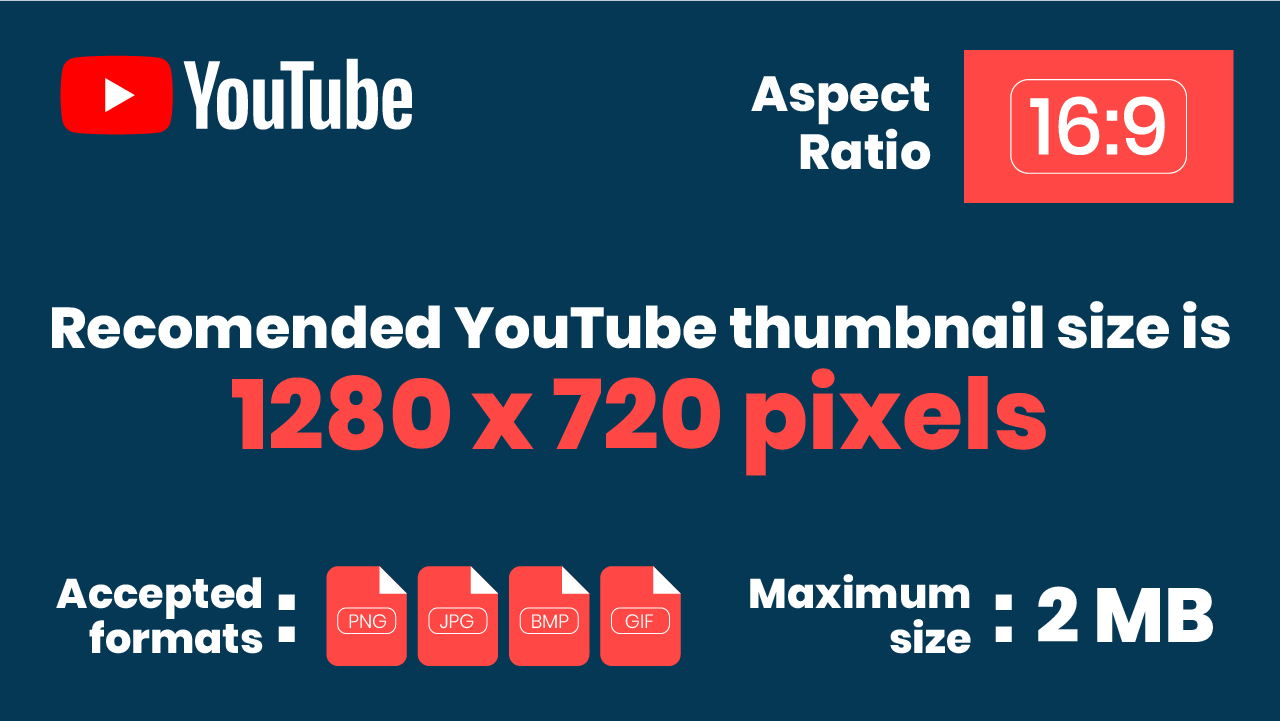 YouTube
Aspect
Ratio
16:9
Recomended YouTube thumbnail size is
1280 x 720 pixels
Accepted
formats :
PNG JPG BMP GIF
Maximum
size : 2 MB